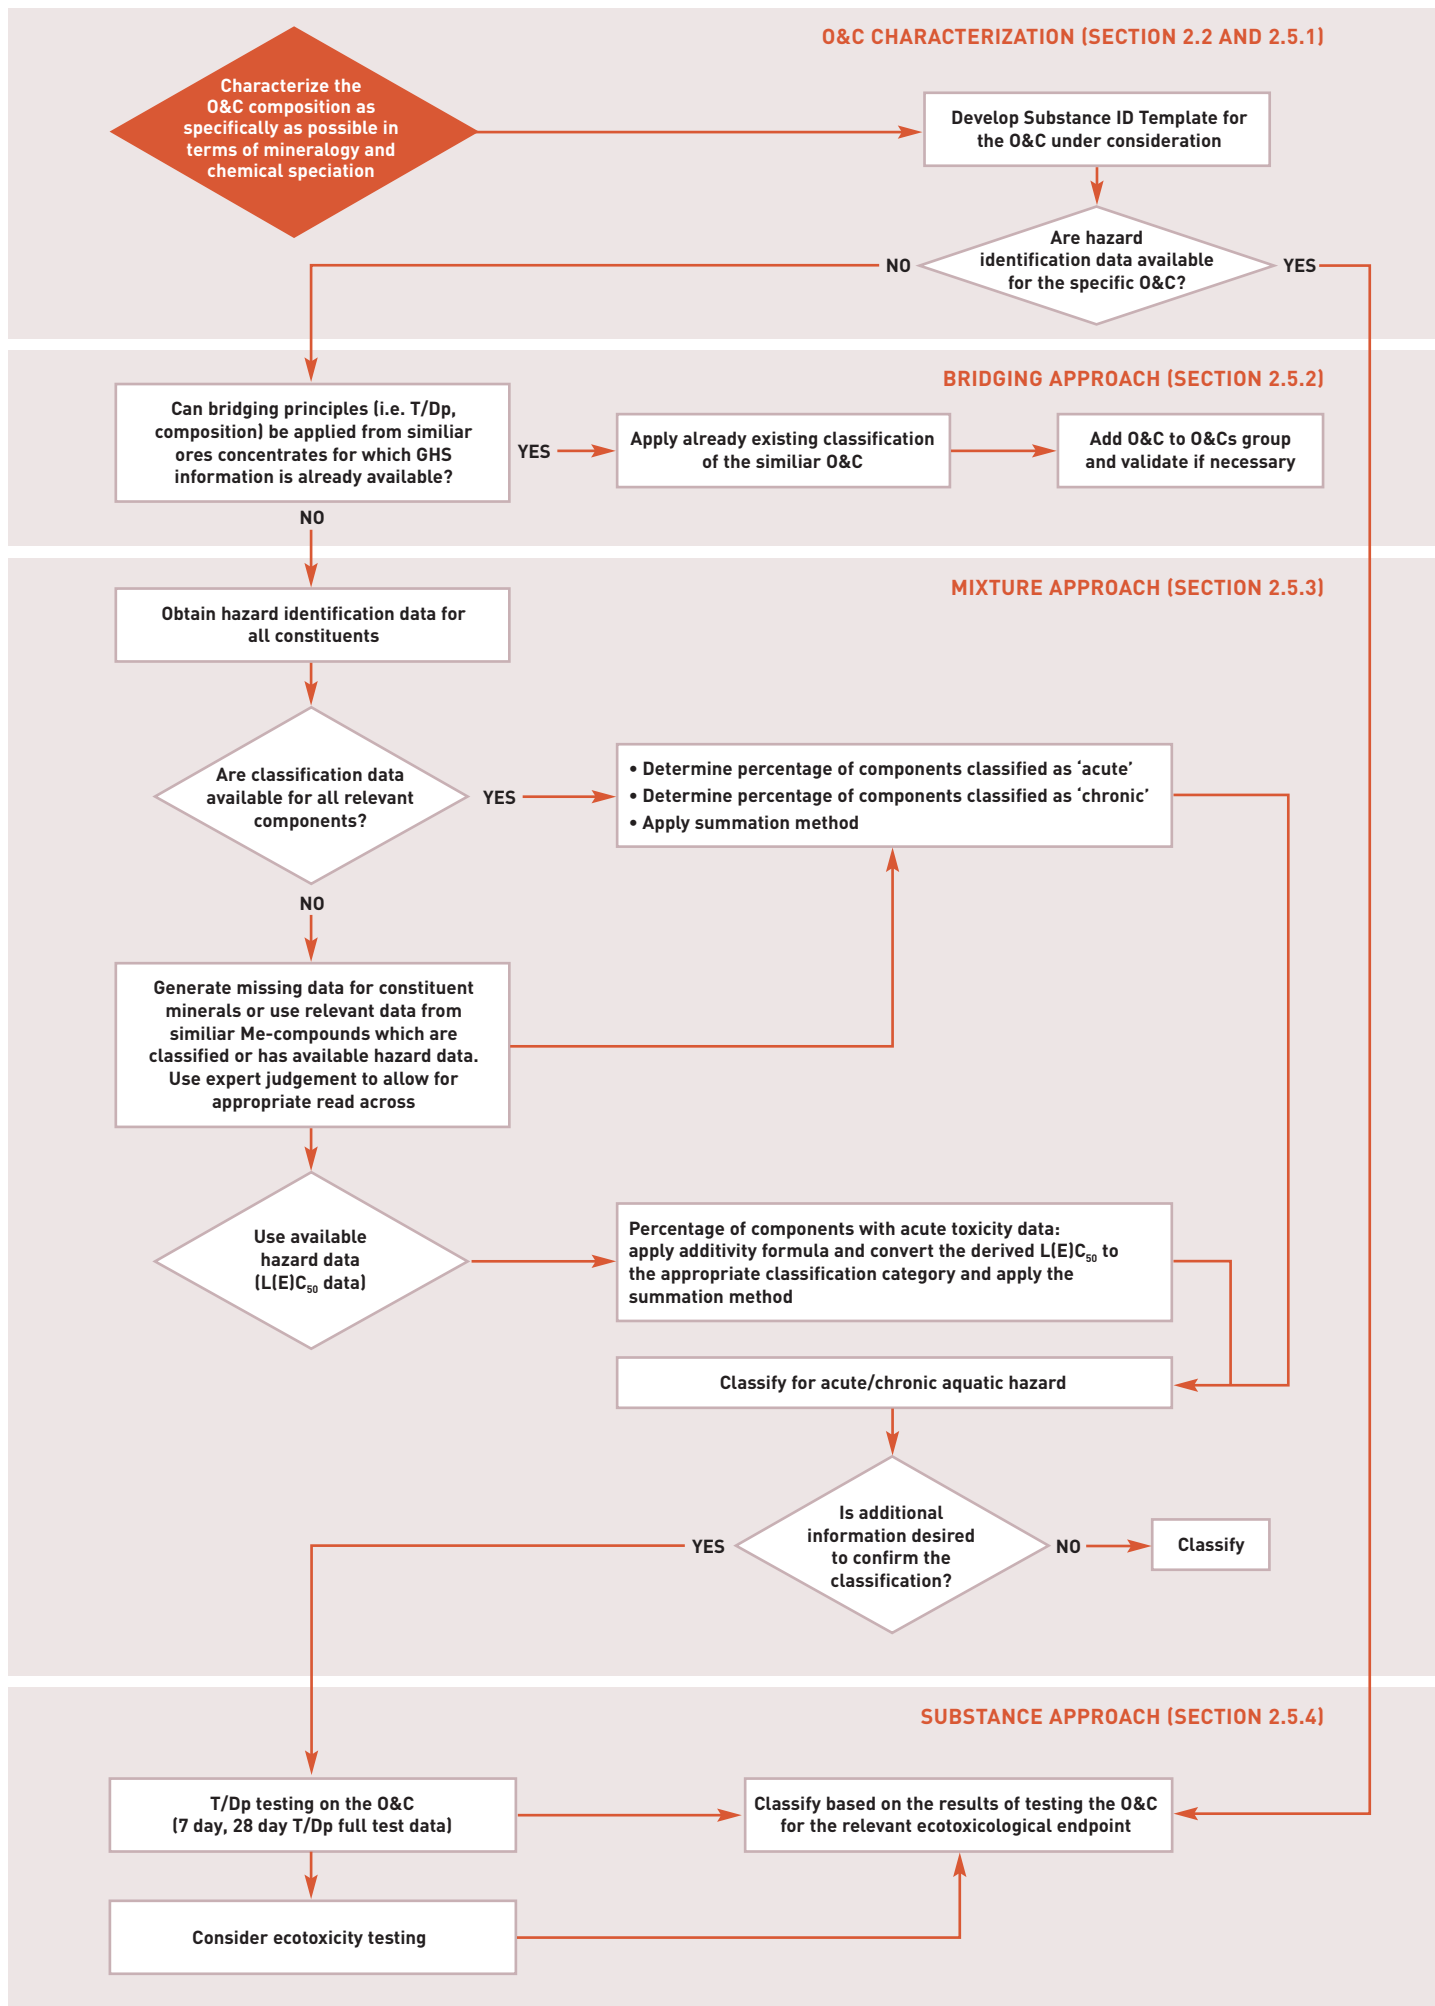 O&C CHARACTERIZATION (SECTION 2.2 AND 2.5.1)
Characterize the
O&C composition as
specifically as possible in
terms of mineralogy and
chemical speciation
Develop Substance ID Template for
the O&C under consideration
Are hazard
identification data available
for the specific O&C?
NO
YES
BRIDGING APPROACH (SECTION 2.5.2)
Can bridging principles (i.e. T/Dp,
composition) be applied from similiar
ores concentrates for which GHS
information is already available?
YES
Apply already existing classification
of the similiar O&C
Add O&C to O&Cs group
and validate if necessary
NO
MIXTURE APPROACH (SECTION 2.5.3)
Obtain hazard identification data for
all constituents
Are classification data
available for all relevant
components?
YES
• Determine percentage of components classified as ‘acute’
• Determine percentage of components classified as ‘chronic’
• Apply summation method
NO
Generate missing data for constituent
minerals or use relevant data from
similiar Me-compounds which are
classified or has available hazard data.
Use expert judgement to allow for
appropriate read across
Use available
hazard data
(L(E)C50 data)
Percentage of components with acute toxicity data:
apply additivity formula and convert the derived L(E)C50 to
the appropriate classification category and apply the
summation method
Classify for acute/chronic aquatic hazard
Is additional
information desired
to confirm the
classification?
YES
NO
Classify
SUBSTANCE APPROACH (SECTION 2.5.4)
T/Dp testing on the O&C
(7 day, 28 day T/Dp full test data)
Classify based on the results of testing the O&C
for the relevant ecotoxicological endpoint
Consider ecotoxicity testing